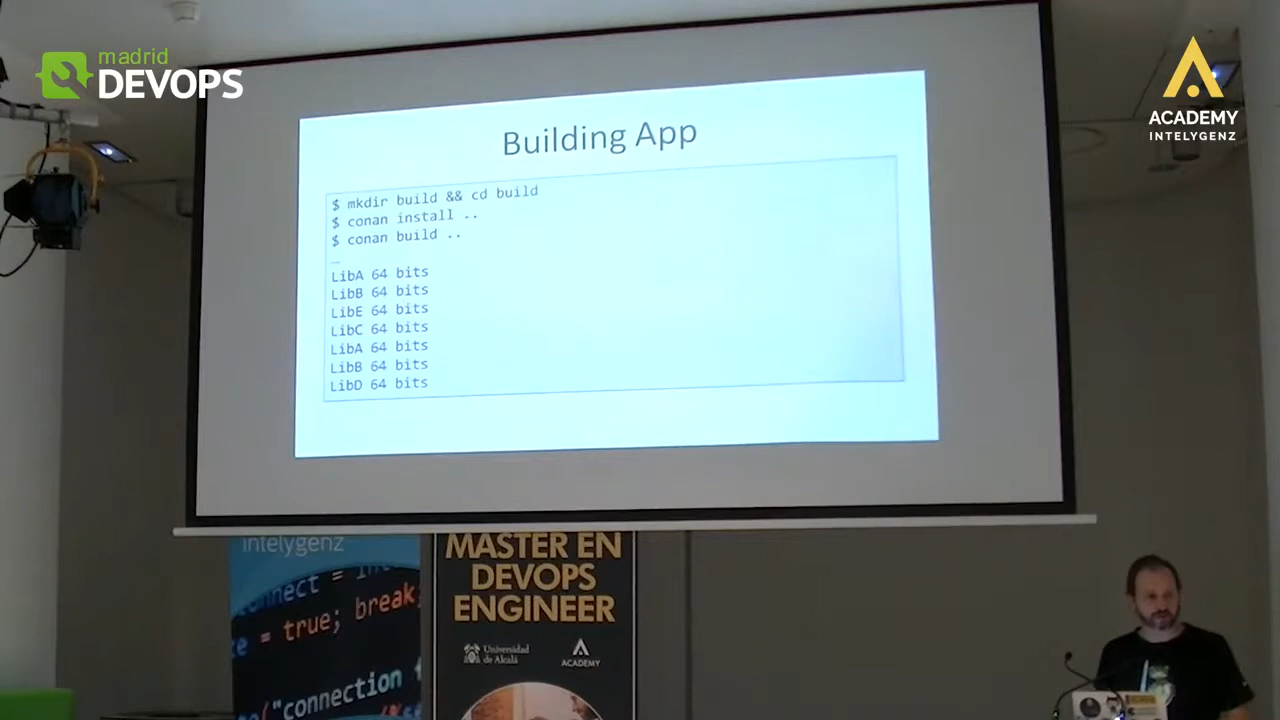 madrid
DEVOPS
ACADEMY
INTELYGENZ
Building App
$ mkdir build && cd build
$ conan install ..
$ conan build ..
LibA 64 bits
LibB 64 bits
LibE 64 bits
LibC 64 bits
LibA 64 bits
LibB 64 bits
LibD 64 bits
intelygenz
= true; break;
"connection
MASTER EN
DEVOPS
ENGINEER
Universidad
de Alcalá
ACADEMY